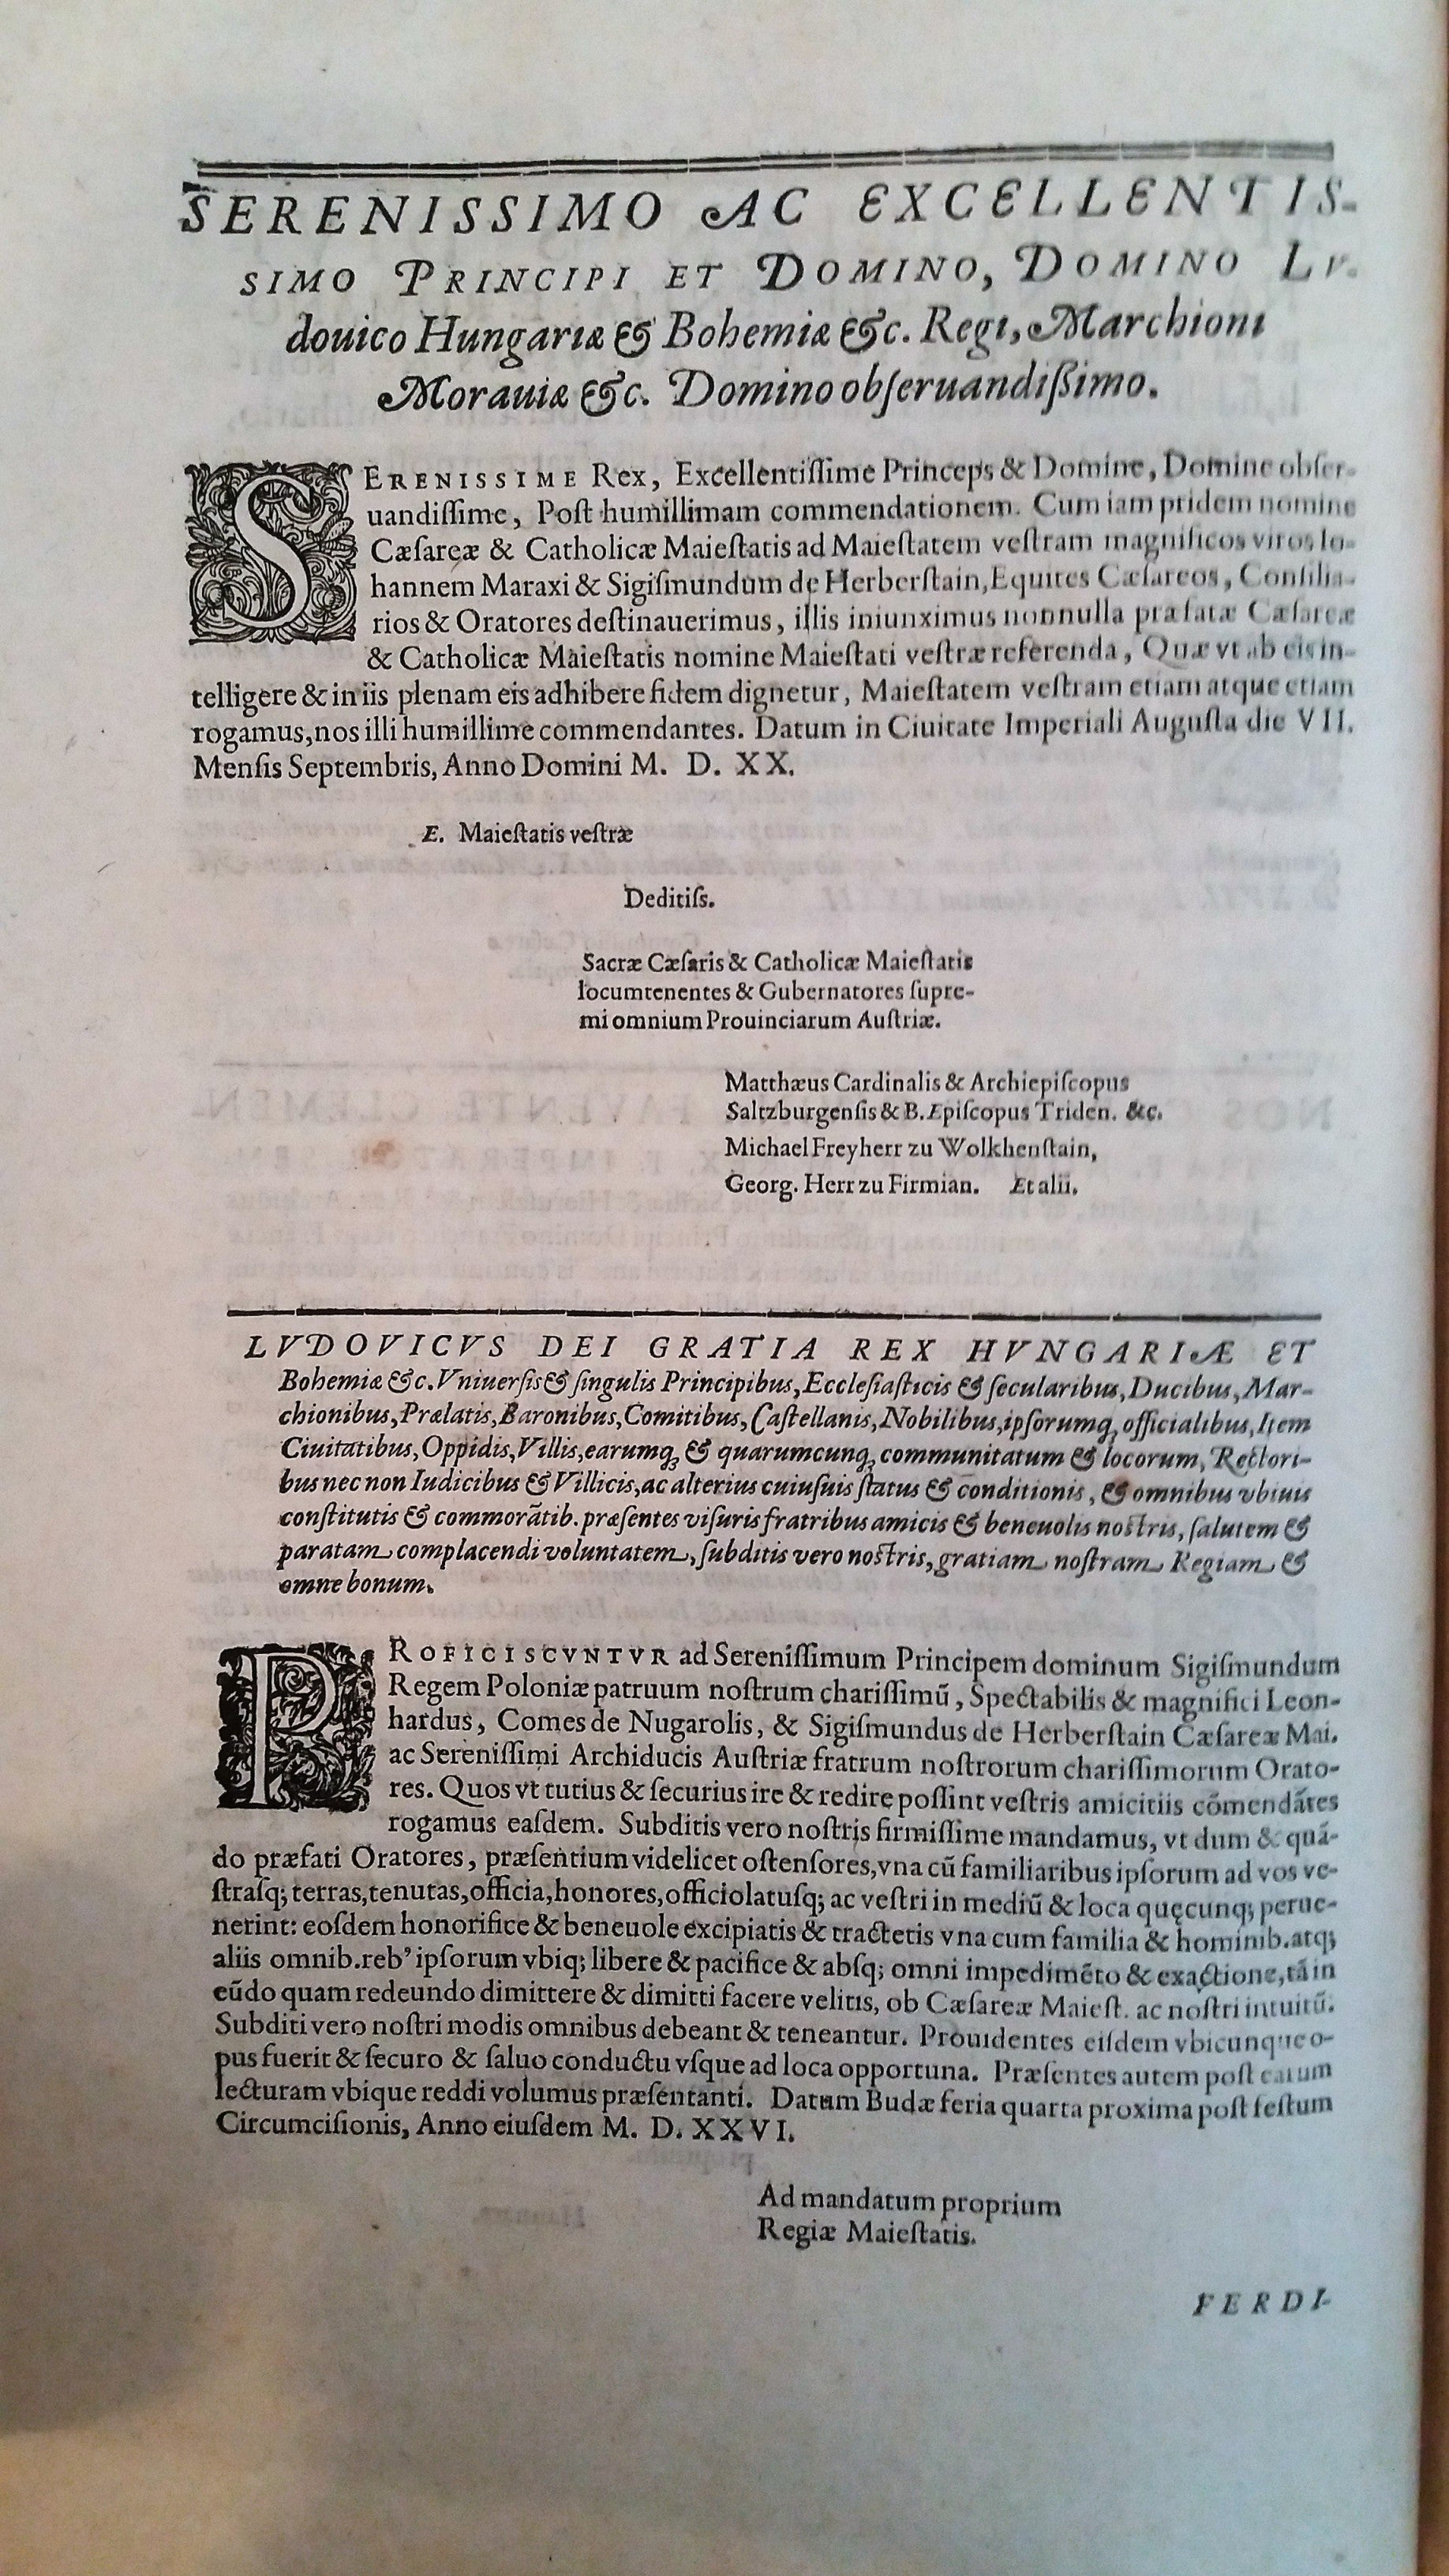 SERENISSIMO AC EXCELLENTIS-
SIMO PRINCIPI ET DOMINO, DOMINO LV-
douico Hungariæ & Bohemiæ &c. Regi, Marchioni
Morauiæ &c. Domino obſeruandißimo.
SERENISSIME Rex, Excellentiſſime Princeps & Domine, Domine obſer-
uandiſſime, Poſt humillimam commendationem. Cum iam pridem nomine
Cæſareæ & Catholicæ Maieſtatis ad Maieſtatem veſtram magnificos viros Io-
hannem Maraxi & Sigiſmundum de Herberſtain, Equites Cæſareos, Conſilia-
rios & Oratores deſtinauerimus, illis iniunximus nonnulla præfatæ Cæſareæ
& Catholicæ Maieſtatis nomine Maieſtati veſtræ referenda, Quæ vt ab eis in-
telligere & in iis plenam eis adhibere fidem dignetur, Maieſtatem veſtram etiam atque etiam
rogamus, nos illi humillime commendantes. Datum in Ciuitate Imperiali Auguſta die VII.
Menſis Septembris, Anno Domini M. D. XX.
E. Maieſtatis veſtræ
Deditiſs.
Sacræ Cæſaris & Catholicæ Maieſtatis
locumtenentes & Gubernatores ſupre-
mi omnium Prouinciarum Auſtriæ.
Matthæus Cardinalis & Archiepiſcopus
Saltzburgenſis & B. Epiſcopus Triden. &c.
Michael Freyherr zu Wolkhenſtain,
Georg. Herr zu Firmian. Et alii.
LVDOVICVS DEI GRATIA REX HVNGARIÆ ET
Bohemiæ &c. Vniuerſis & ſingulis Principibus, Eccleſiaſticis & ſecularibus, Ducibus, Mar-
chionibus, Prælatis, Baronibus, Comitibus, Caſtellanis, Nobilibus, ipſorumq; officialibus, Item
Ciuitatibus, Oppidis, Villis, earumq; & quarumcunq; communitatum & locorum, Rectori-
bus nec non Iudicibus & Villicis, ac alterius cuiuſuis ſtatus & conditionis, & omnibus vbiuis
conſtitutis & commorãtib. præſentes viſuris fratribus amicis & beneuolis noſtris, ſalutem &
paratam complacendi voluntatem, ſubditis vero noſtris, gratiam noſtram Regiam &
omne bonum.
PROFICISCVNTVR ad Sereniſſimum Principem dominum Sigiſmundum
Regem Poloniæ patruum noſtrum chariſſimũ, Spectabilis & magnifici Leon-
hardus, Comes de Nugarolis, & Sigiſmundus de Herberſtain Cæſareæ Mai.
ac Sereniſſimi Archiducis Auſtriæ fratrum noſtrorum chariſſimorum Orato-
res. Quos vt tutius & ſecurius ire & redire poſſint veſtris amicitiis cõmendãtes
rogamus eaſdem. Subditis vero noſtris firmiſſime mandamus, vt dum & quã-
do præfati Oratores, præſentium videlicet oſtenſores, vna cũ familiaribus ipſorum ad vos ve-
ſtraſq; terras, tenutas, officia, honores, officiolatuſq; ac veſtri in mediũ & loca quęcunq; perue-
nerint: eoſdem honorifice & beneuole excipiatis & tractetis vna cum familia & hominib. atq;
aliis omnib. reb' ipſorum vbiq; libere & pacifice & abſq; omni impedimẽto & exactione, tã in
eũdo quam redeundo dimittere & dimitti facere velitis, ob Cæſareæ Maieſt. ac noſtri intuitũ.
Subditi vero noſtri modis omnibus debeant & teneantur. Prouidentes eiſdem vbicunque o-
pus fuerit & ſecuro & ſaluo conductu vſque ad loca opportuna. Præſentes autem poſt earum
lecturam vbique reddi volumus præſentanti. Datum Budæ feria quarta proxima poſt feſtum
Circumciſionis, Anno eiuſdem M. D. XXVI.
Ad mandatum proprium
Regiæ Maieſtatis.
FERDI-